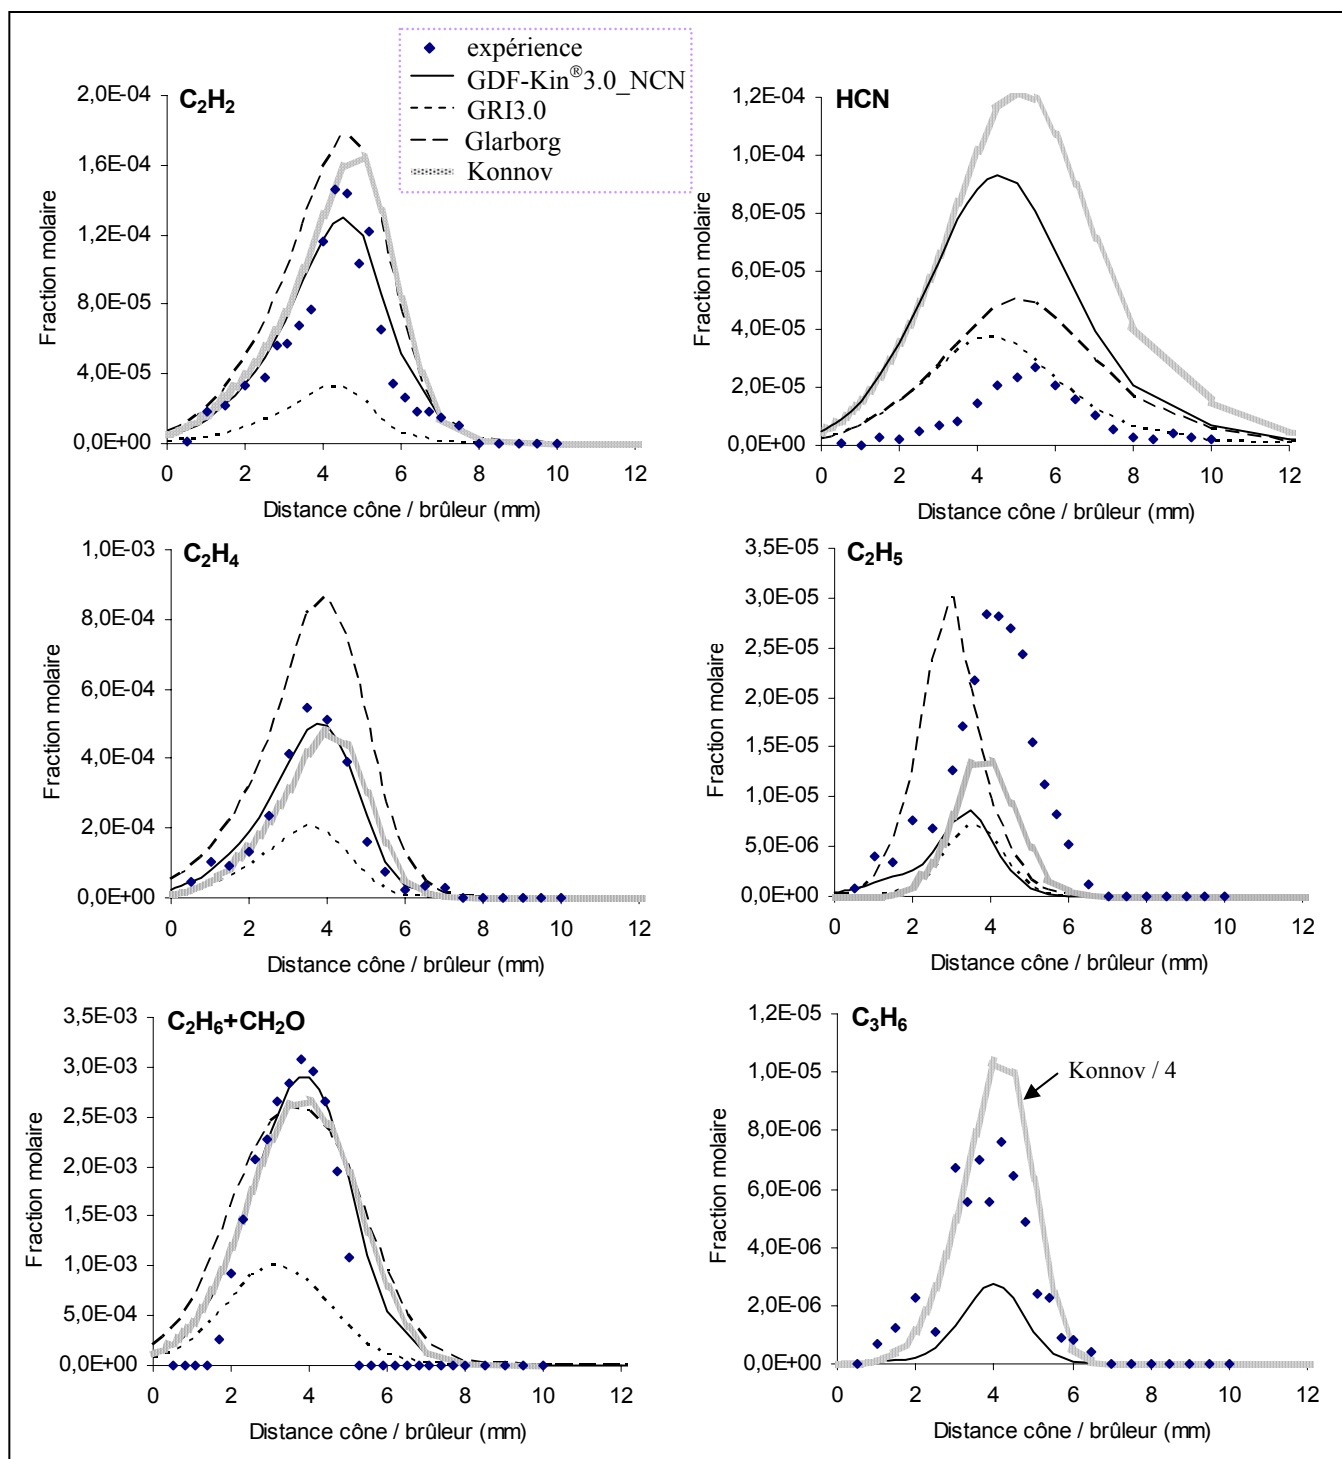 expérience
GDF-Kin®3.0_NCN
GRI3.0
Glarborg
Konnov
C2H2
2,0E-04
1,6E-04
1,2E-04
8,0E-05
4,0E-05
0,0E+00
Fraction molaire
0 2 4 6 8 10 12
Distance cône / brûleur (mm)
HCN
1,2E-04
1,0E-04
8,0E-05
6,0E-05
4,0E-05
2,0E-05
0,0E+00
Fraction molaire
0 2 4 6 8 10 12
Distance cône / brûleur (mm)
C2H4
1,0E-03
8,0E-04
6,0E-04
4,0E-04
2,0E-04
0,0E+00
Fraction molaire
0 2 4 6 8 10 12
Distance cône / brûleur (mm)
C2H5
3,5E-05
3,0E-05
2,5E-05
2,0E-05
1,5E-05
1,0E-05
5,0E-06
0,0E+00
Fraction molaire
0 2 4 6 8 10 12
Distance cône / brûleur (mm)
C2H6+CH2O
3,5E-03
3,0E-03
2,5E-03
2,0E-03
1,5E-03
1,0E-03
5,0E-04
0,0E+00
Fraction molaire
0 2 4 6 8 10 12
Distance cône / brûleur (mm)
C3H6
1,2E-05
1,0E-05
8,0E-06
6,0E-06
4,0E-06
2,0E-06
0,0E+00
Konnov / 4
Fraction molaire
0 2 4 6 8 10 12
Distance cône / brûleur (mm)